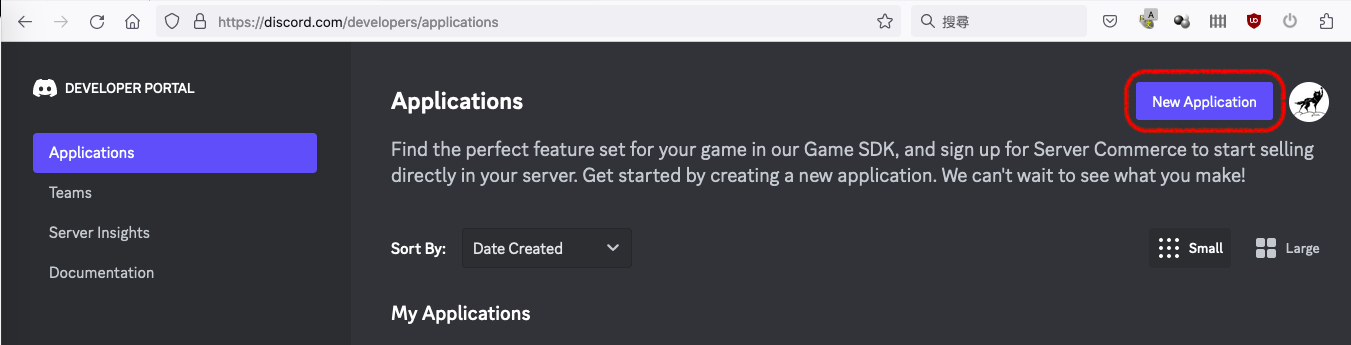 https://discord.com/developers/applications
搜尋
A
UD
DEVELOPER PORTAL
Applications
Teams
Server Insights
Documentation
Applications
New Application
Find the perfect feature set for your game in our Game SDK, and sign up for Server Commerce to start selling
directly in your server. Get started by creating a new application. We can't wait to see what you make!
Sort By:
Date Created
Small
Large
My Applications